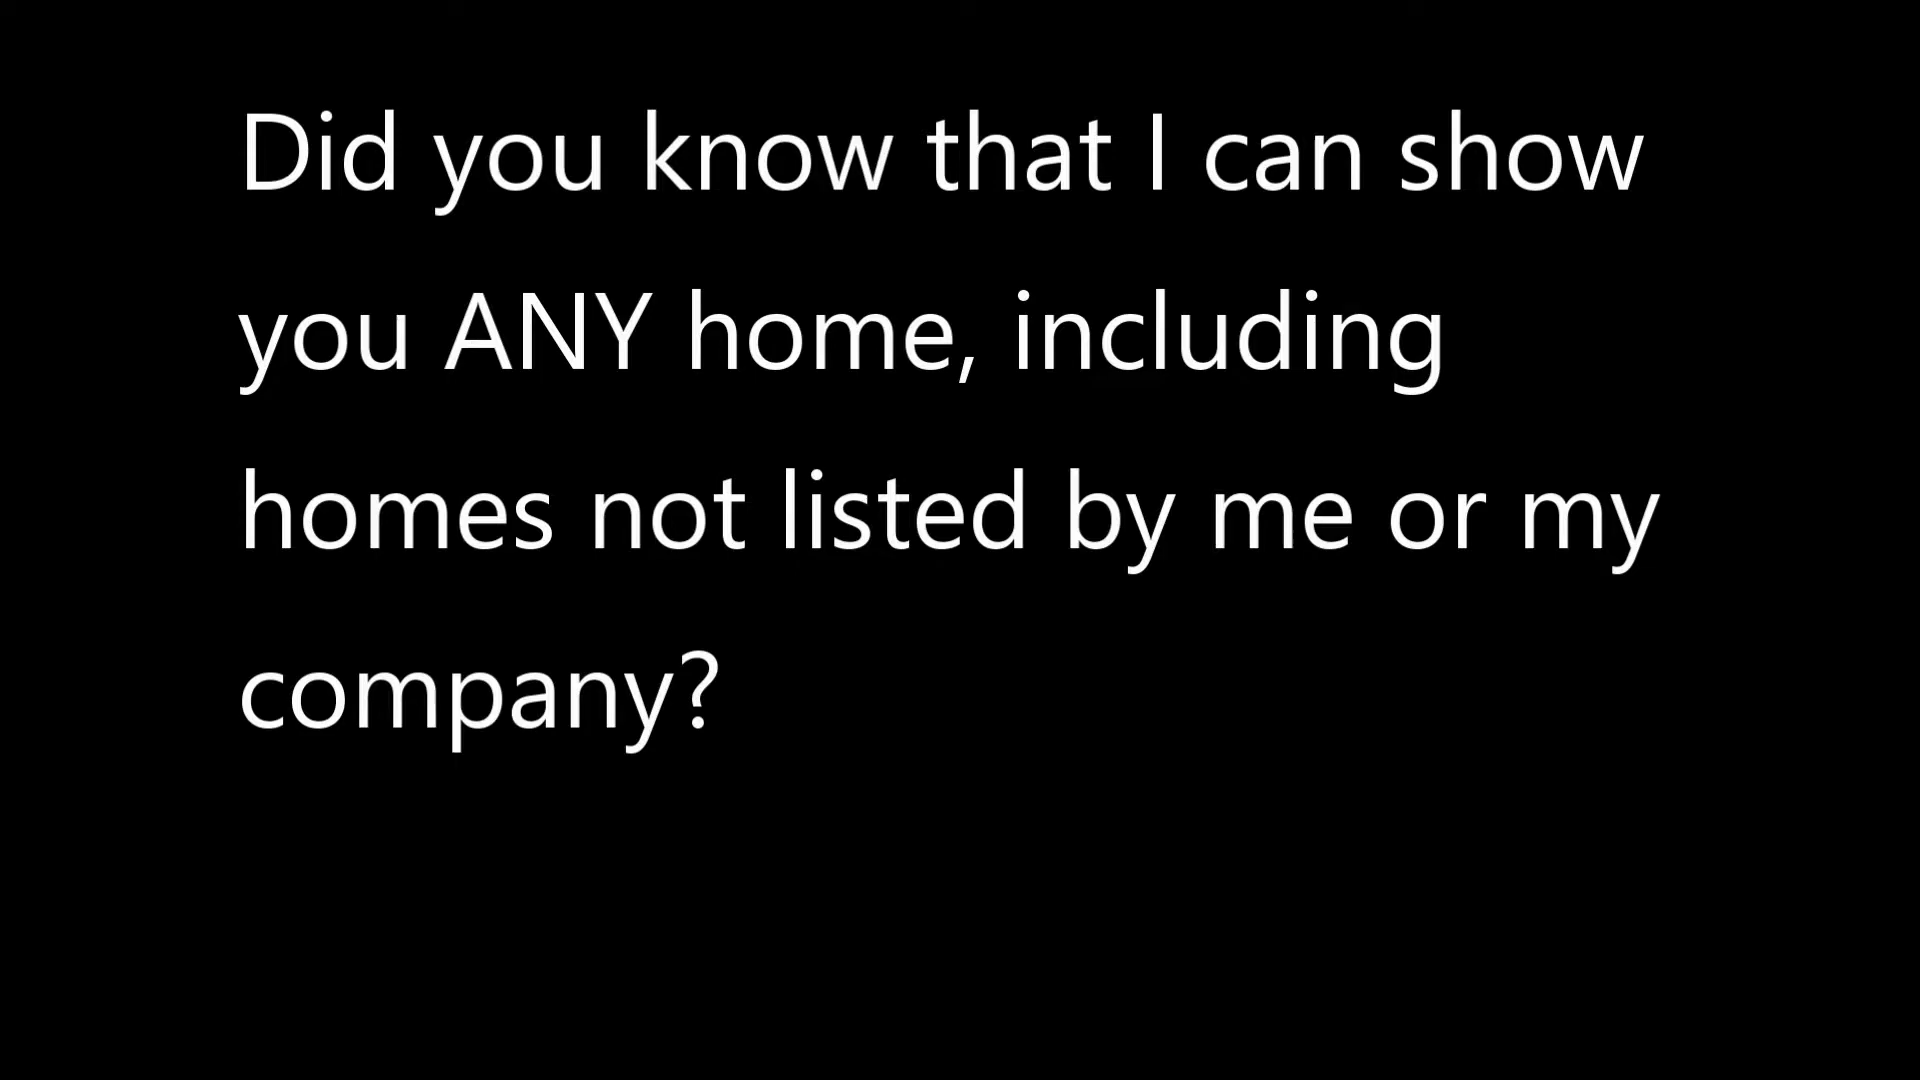 Did you know that I can show
you ANY home, including
homes not listed by me or my
company?